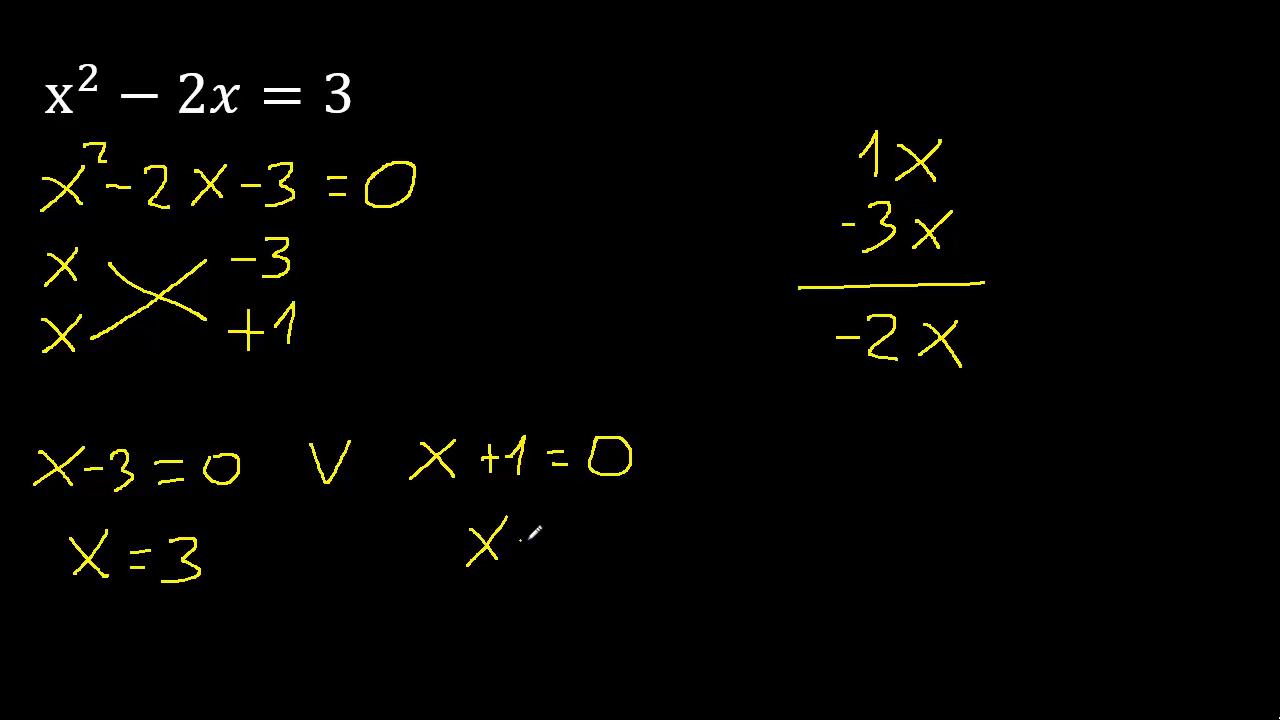 x² − 2x = 3
x² - 2x - 3 = 0
x -3
x +1
1x
-3x
-2x
x - 3 = 0 V x + 1 = 0
x = 3 x